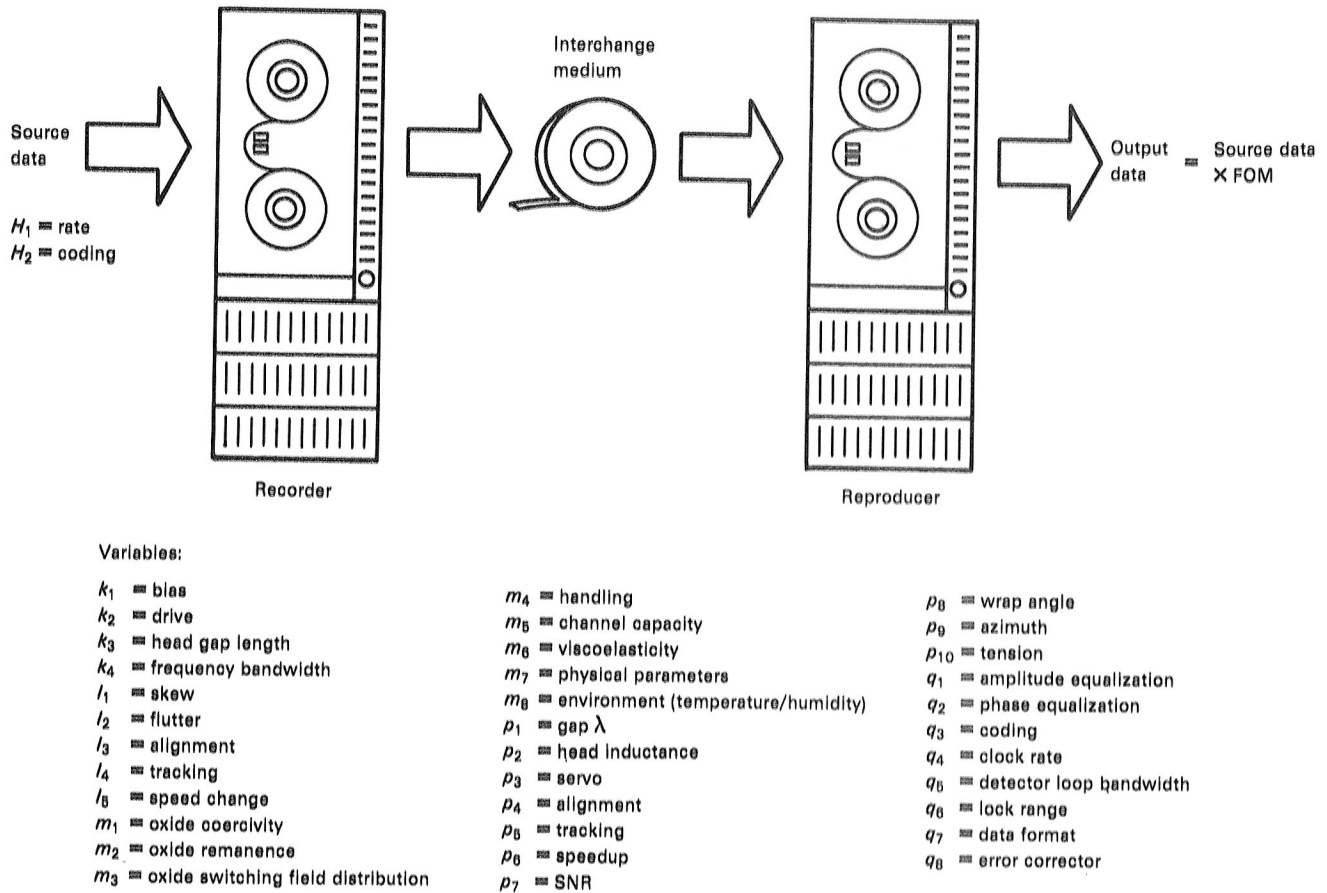 Interchange
medium
Source
data
H₁ = rate
H₂ = coding
Output
data
=
Source data
× FOM
Recorder
Reproducer
Variables:
k₁ = bias
k₂ = drive
k₃ = head gap length
k₄ = frequency bandwidth
l₁ = skew
l₂ = flutter
l₃ = alignment
l₄ = tracking
l₅ = speed change
m₁ = oxide coercivity
m₂ = oxide remanence
m₃ = oxide switching field distribution
m₄ = handling
m₅ = channel capacity
m₆ = viscoelasticity
m₇ = physical parameters
m₈ = environment (temperature/humidity)
p₁ = gap λ
p₂ = head inductance
p₃ = servo
p₄ = alignment
p₅ = tracking
p₆ = speedup
p₇ = SNR
p₈ = wrap angle
p₉ = azimuth
p₁₀ = tension
q₁ = amplitude equalization
q₂ = phase equalization
q₃ = coding
q₄ = clock rate
q₅ = detector loop bandwidth
q₆ = lock range
q₇ = data format
q₈ = error corrector